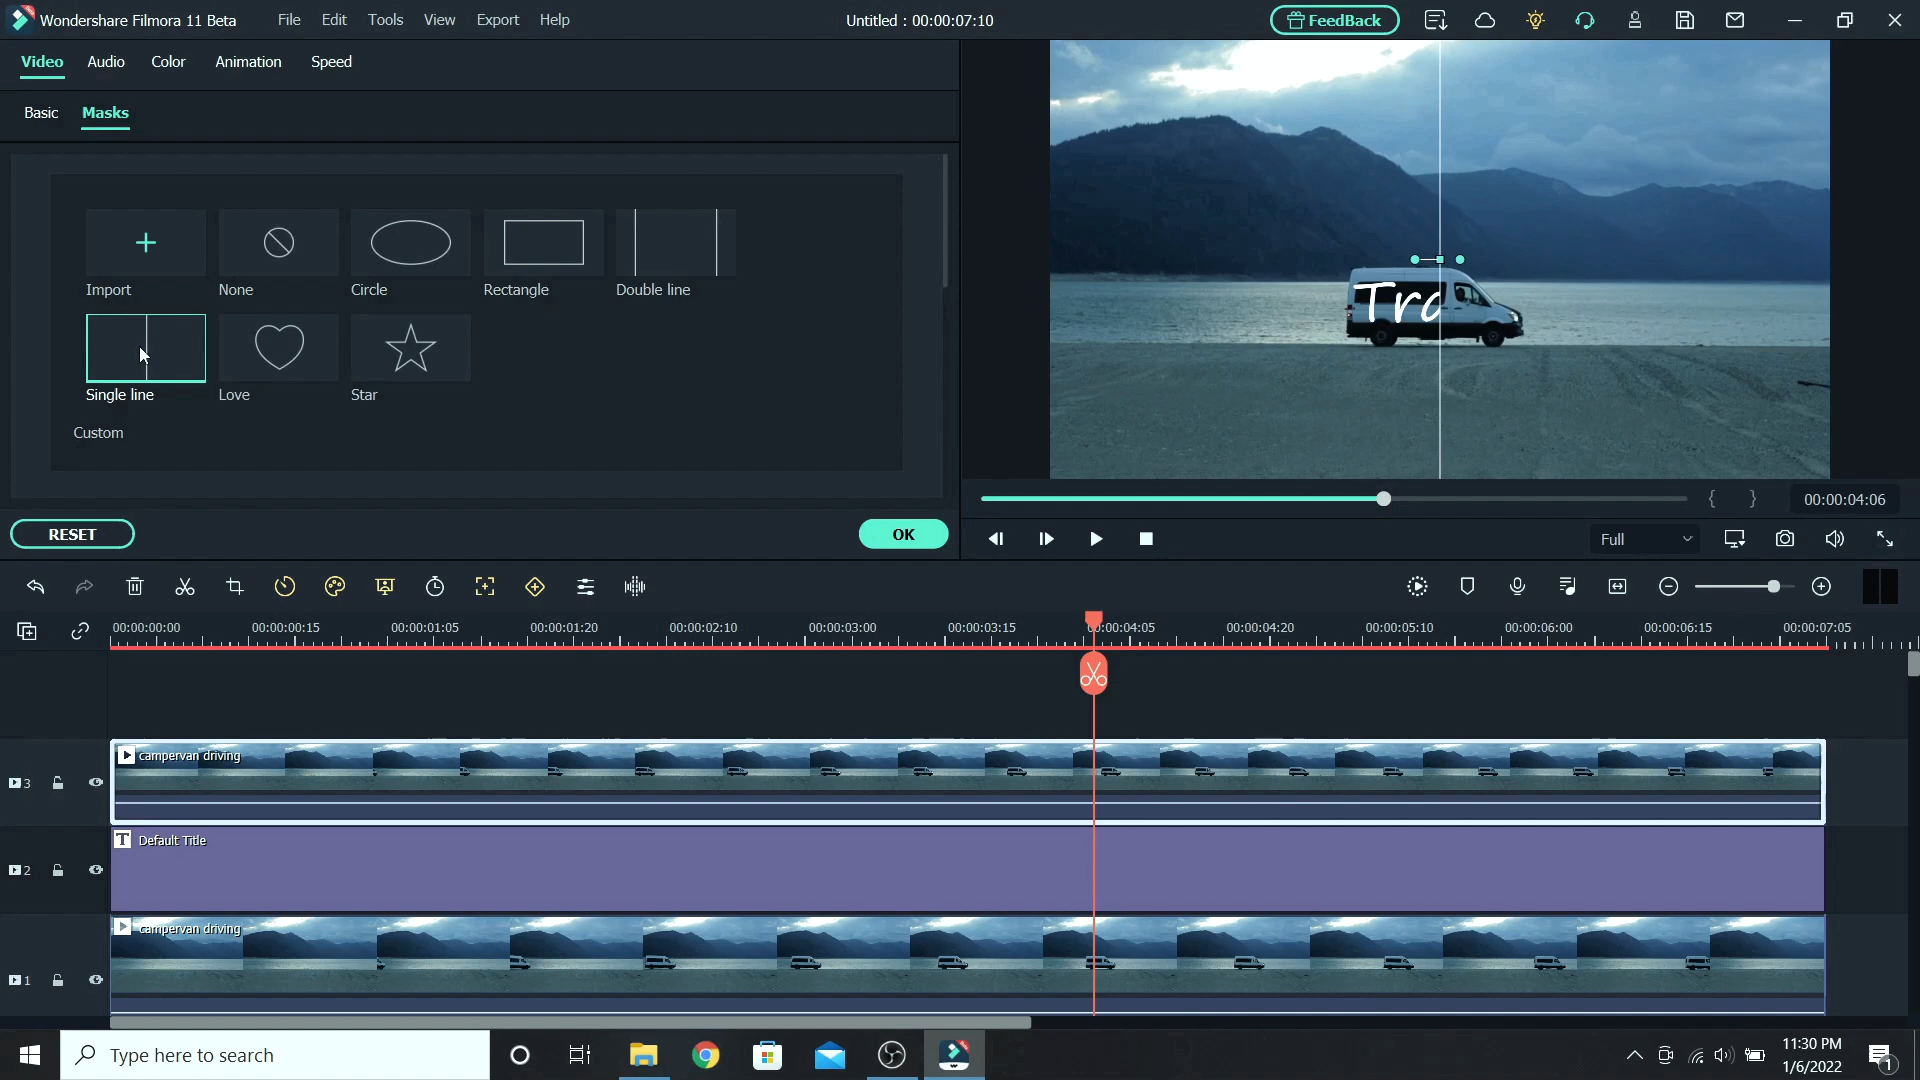 Wondershare Filmora 11 Beta File Edit Tools View Export Help Untitled : 00:00:07:10 FeedBack
Video Audio Color Animation Speed
Basic Masks
Import None Circle Rectangle Double line
Single line Love Star
Custom
Tra
RESET OK
00:00:04:06
Full
00:00:00:00 00:00:00:15 00:00:01:05 00:00:01:20 00:00:02:10 00:00:03:00 00:00:03:15 00:00:04:05 00:00:04:20 00:00:05:10 00:00:06:00 00:00:06:15 00:00:07:05
campervan driving
3
T Default Title
2
campervan driving
1
Type here to search
11:30 PM
1/6/2022
1